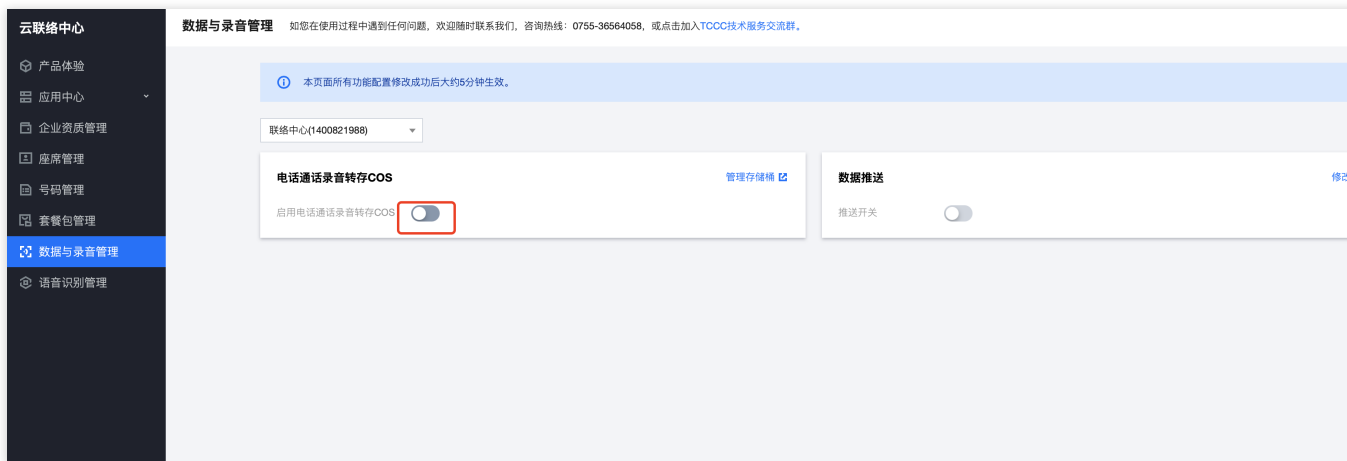 云联络中心
数据与录音管理 如您在使用过程中遇到任何问题，欢迎随时联系我们，咨询热线：0755-36564058，或点击加入TCCC技术服务交流群。
产品体验
应用中心
企业资质管理
座席管理
号码管理
套餐包管理
数据与录音管理
语音识别管理
本页面所有功能配置修改成功后大约5分钟生效。
联络中心(1400821988)
电话通话录音转存COS 管理存储桶
启用电话通话录音转存COS
数据推送 修改
推送开关